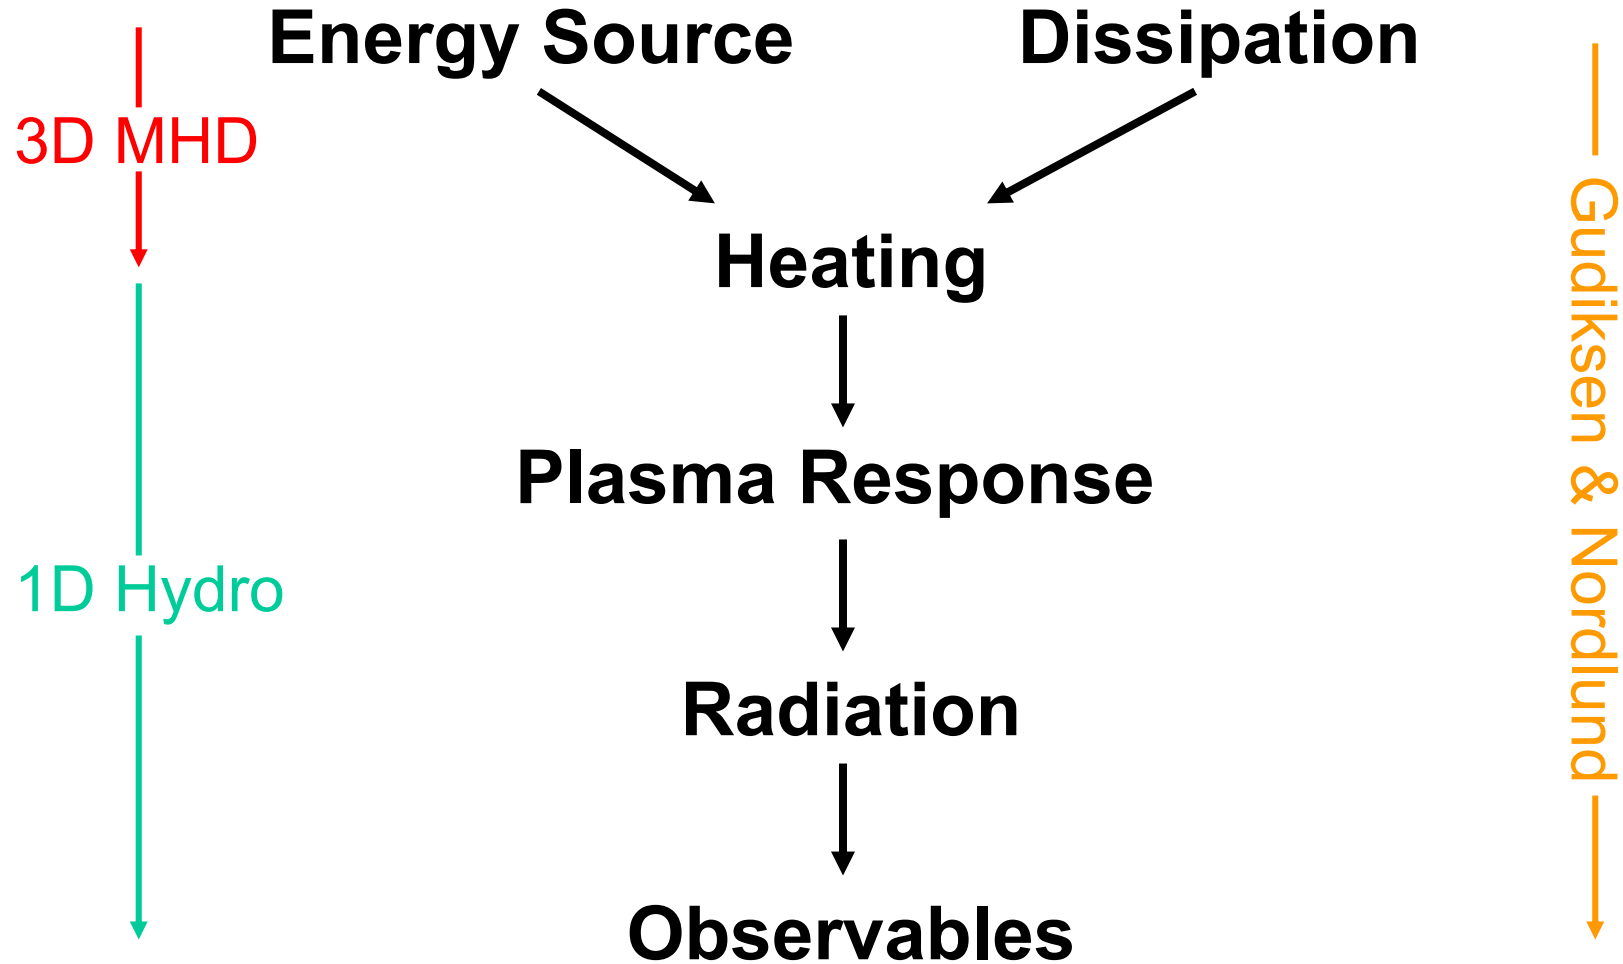 Energy Source
Dissipation
3D MHD
Heating
Gudiksen & Nordlund
Plasma Response
1D Hydro
Radiation
Observables